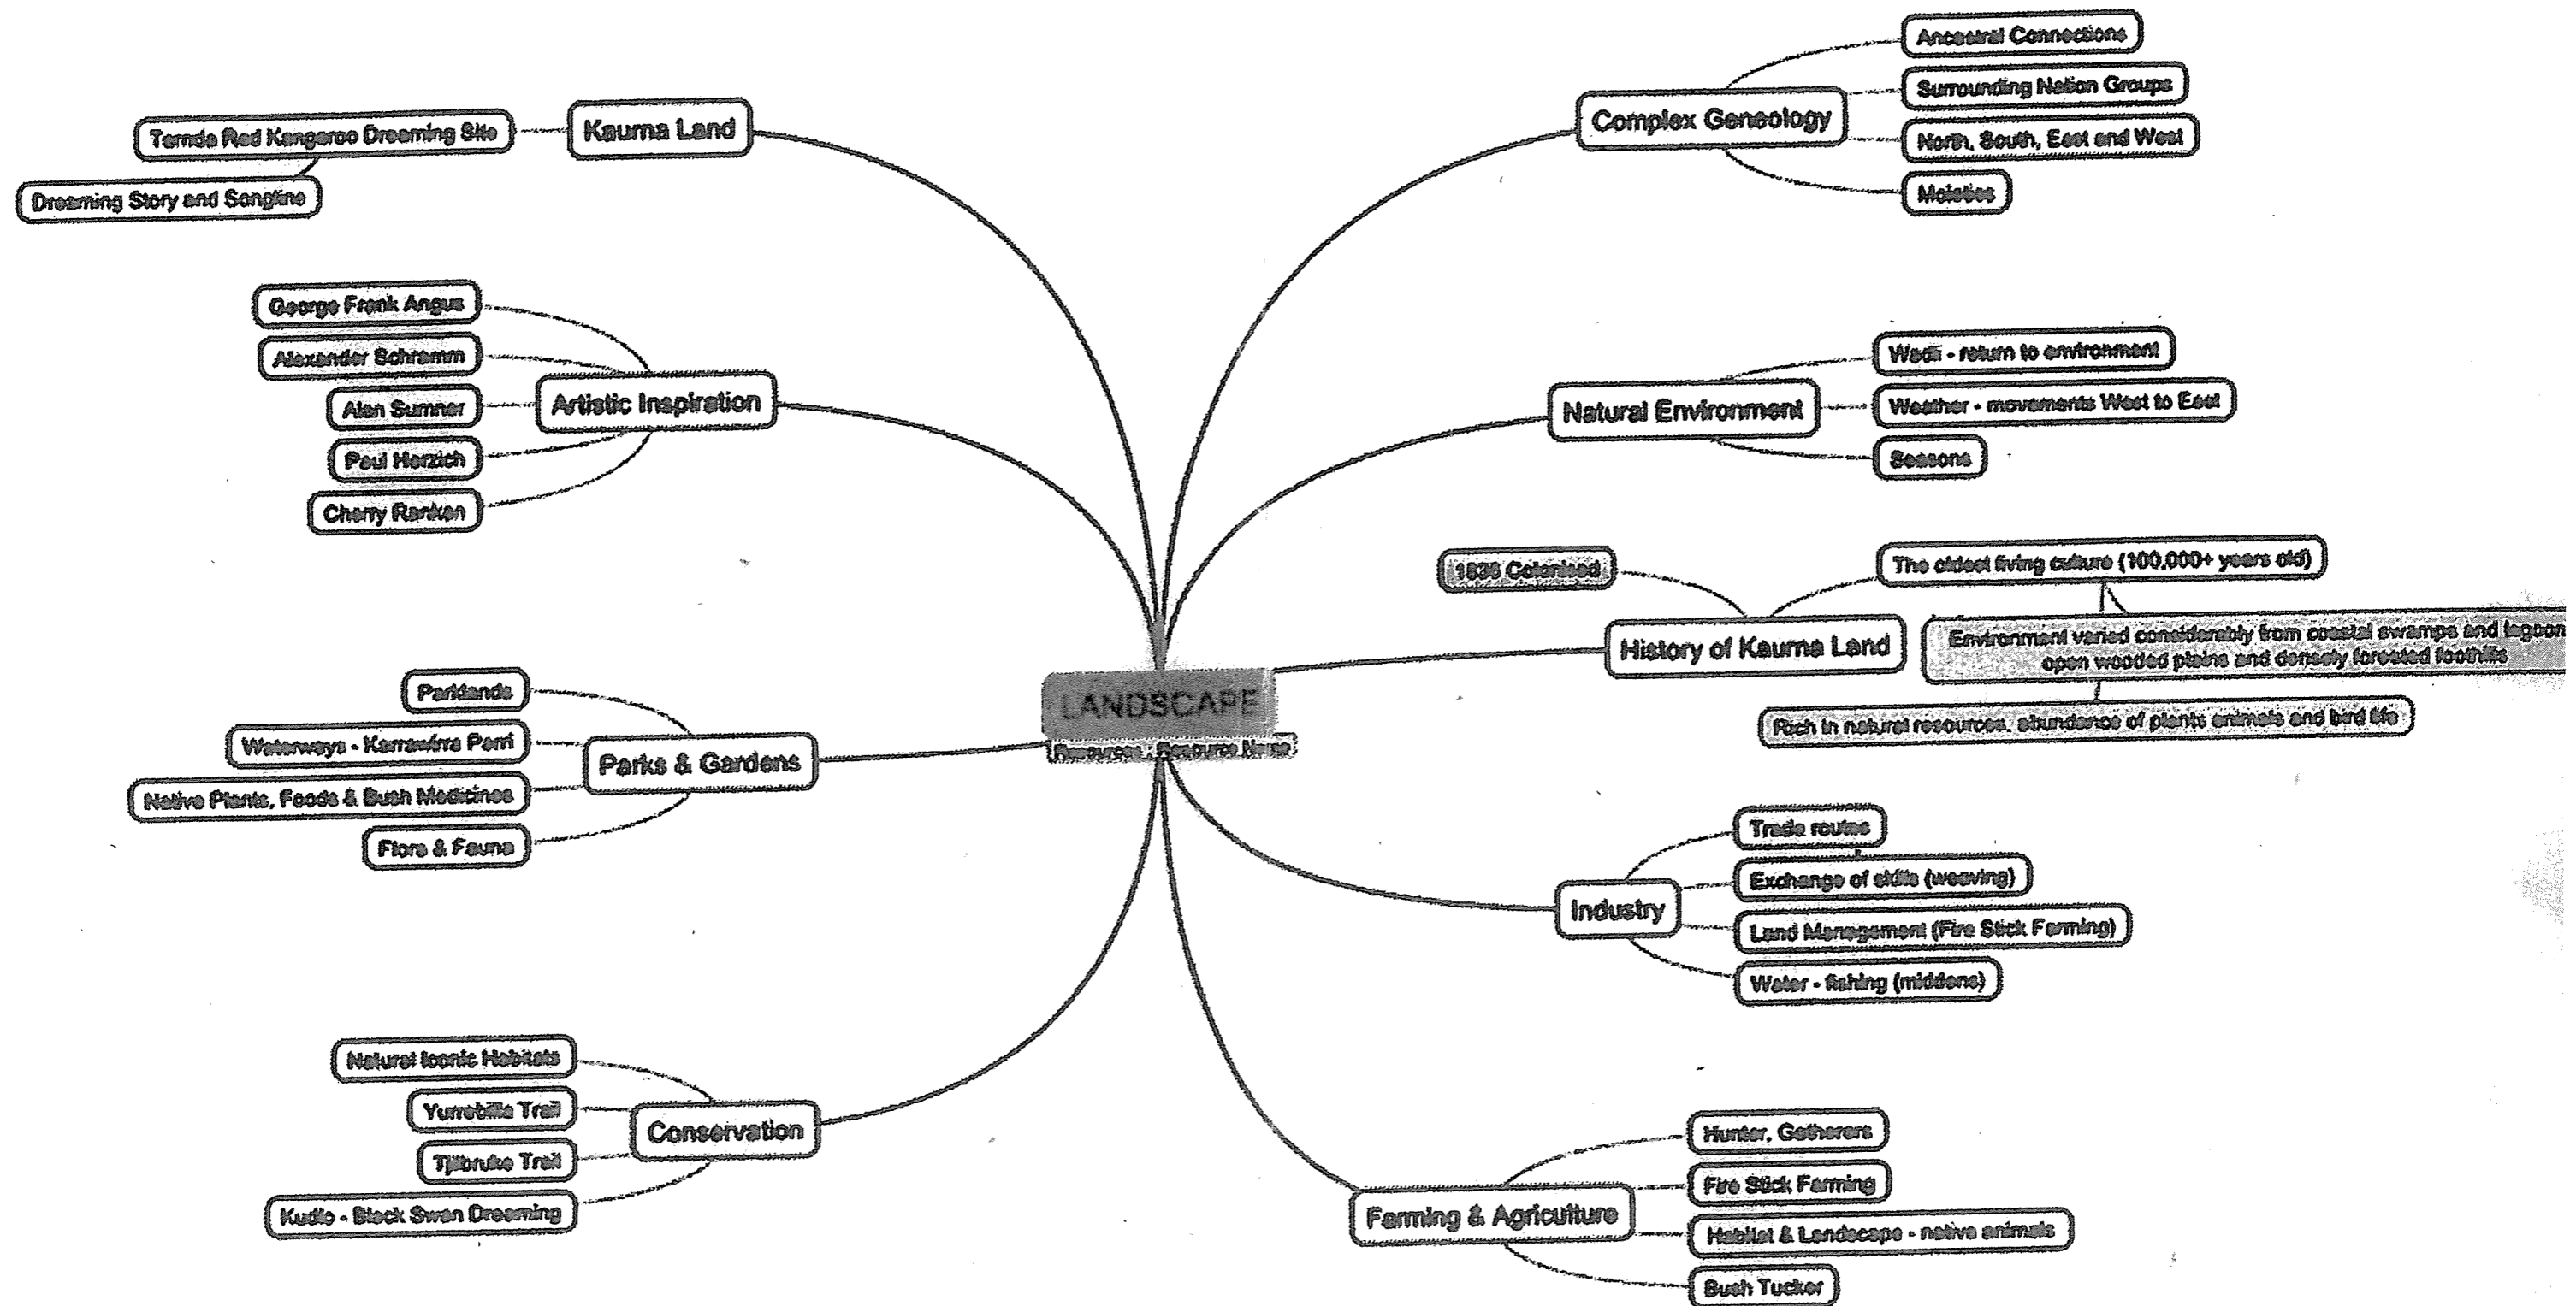 Kaurna Land
Tarnda Red Kangaroo Dreaming Site
Dreaming Story and Songline
Artistic Inspiration
George Frank Angus
Alexander Schramm
Alan Sumner
Paul Herzich
Cherry Ranken
Parks & Gardens
Parklands
Waterways - Karrawirra Parri
Native Plants, Foods & Bush Medicines
Flora & Fauna
Conservation
Natural Iconic Habitats
Yurrebilla Trail
Tjilbruke Trail
Kudlo - Black Swan Dreaming
LANDSCAPE
Resources : Resource Name
Complex Geneology
Ancestral Connections
Surrounding Nation Groups
North, South, East and West
Moieties
Natural Environment
Wadli - return to environment
Weather - movements West to East
Seasons
History of Kaurna Land
1836 Colonised
The oldest living culture (100,000+ years old)
Environment varied considerably from coastal swamps and lagoon
open wooded plains and densely forested foothills
Rich in natural resources, abundance of plants animals and bird life
Industry
Trade routes
Exchange of skills (weaving)
Land Management (Fire Stick Farming)
Water - fishing (middens)
Farming & Agriculture
Hunter, Gatherers
Fire Stick Farming
Habitat & Landscape - native animals
Bush Tucker